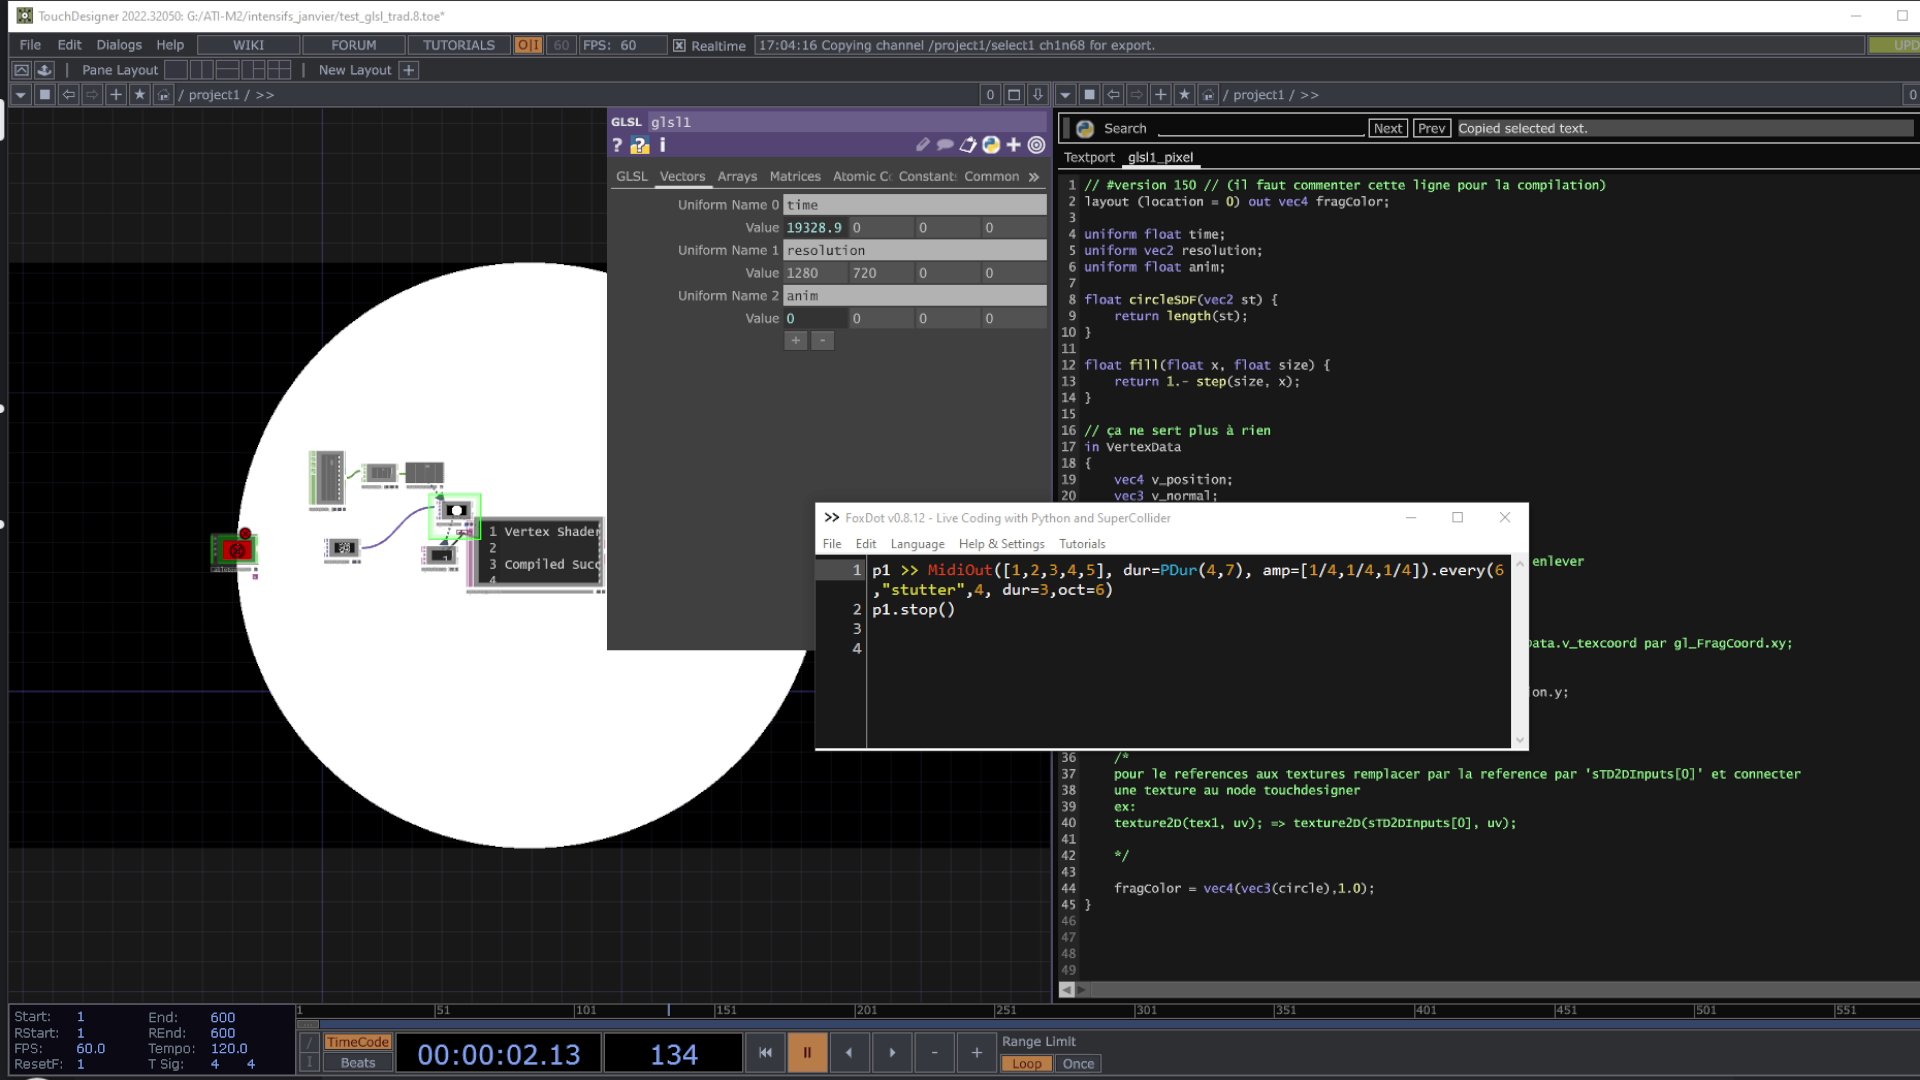 TouchDesigner 2022.32050: G:/ATI-M2/intensifs_janvier/test_glsl_trad.8.toe*
File Edit Dialogs Help WIKI FORUM TUTORIALS O|I 60 FPS: 60 Realtime 17:04:16 Copying channel /project1/select1 ch1n68 for export. UPD
Pane Layout New Layout +
/ project1 / >> 0
/ project1 / >> 0
GLSL glsl1
? ? i
GLSL Vectors Arrays Matrices Atomic Co Constant: Common
Uniform Name 0 time
Value 19328.9 0 0 0
Uniform Name 1 resolution
Value 1280 720 0 0
Uniform Name 2 anim
Value 0 0 0 0
+ -
1 Vertex Shader
2
3 Compiled Succ
4
Search Next Prev Copied selected text.
Textport glsl1_pixel
1 // #version 150 // (il faut commenter cette ligne pour la compilation)
2 layout (location = 0) out vec4 fragColor;
3
4 uniform float time;
5 uniform vec2 resolution;
6 uniform float anim;
7
8 float circleSDF(vec2 st) {
9 return length(st);
10 }
11
12 float fill(float x, float size) {
13 return 1.- step(size, x);
14 }
15
16 // ça ne sert plus à rien
17 in VertexData
18 {
19 vec4 v_position;
20 vec3 v_normal;
FoxDot v0.8.12 - Live Coding with Python and SuperCollider
File Edit Language Help & Settings Tutorials
1 p1 >> MidiOut([1,2,3,4,5], dur=PDur(4,7), amp=[1/4,1/4,1/4]).every(6
,"stutter",4, dur=3,oct=6)
2 p1.stop()
3
4
enlever
ata.v_texcoord par gl_FragCoord.xy;
on.y;
36 /*
37 pour le references aux textures remplacer par la reference par 'sTD2DInputs[0]' et connecter
38 une texture au node touchdesigner
39 ex:
40 texture2D(tex1, uv); => texture2D(sTD2DInputs[0], uv);
41
42 */
43
44 fragColor = vec4(vec3(circle),1.0);
45 }
46
47
48
49
1 51 101 151 201 251 301 351 401 451 501 551
Start: 1 End: 600
RStart: 1 REnd: 600
FPS: 60.0 Tempo: 120.0
ResetF: 1 T Sig: 4 4
TimeCode
Beats
00:00:02.13
134
- +
Range Limit
Loop Once